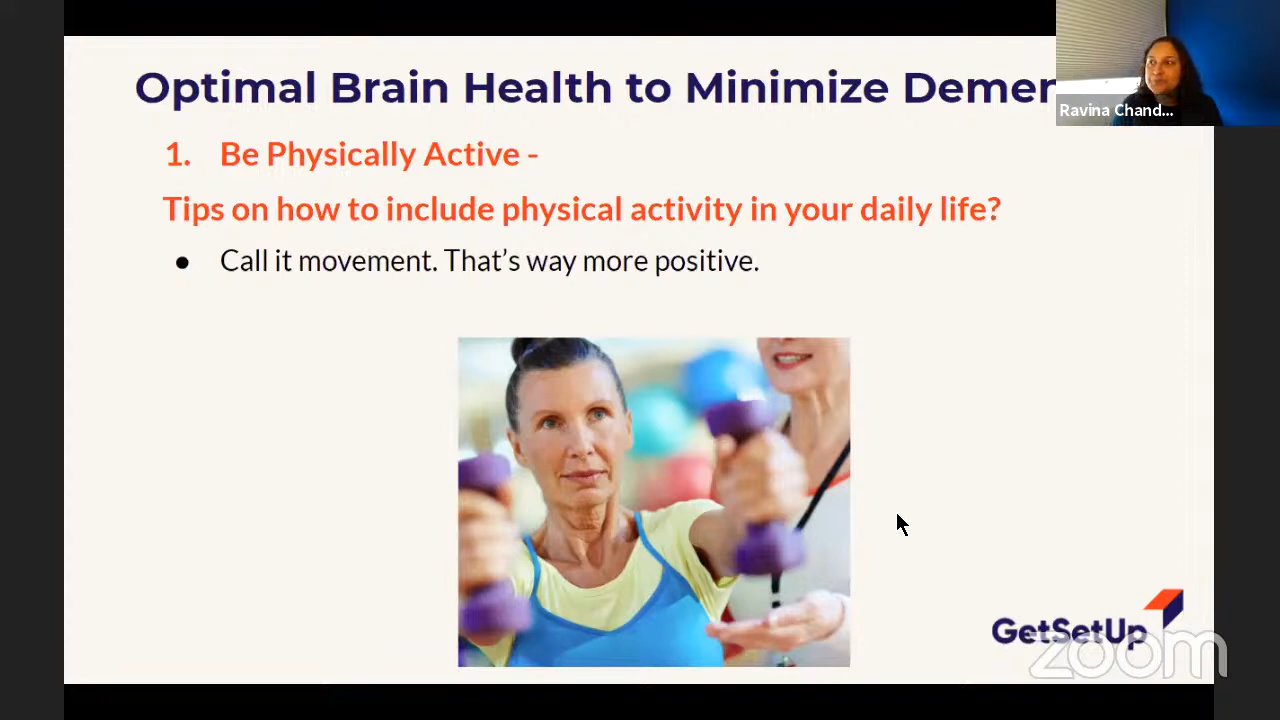 Optimal Brain Health to Minimize Demen
Ravina Chand...
1. Be Physically Active -
Tips on how to include physical activity in your daily life?
● Call it movement. That's way more positive.
GetSetUp
zoom